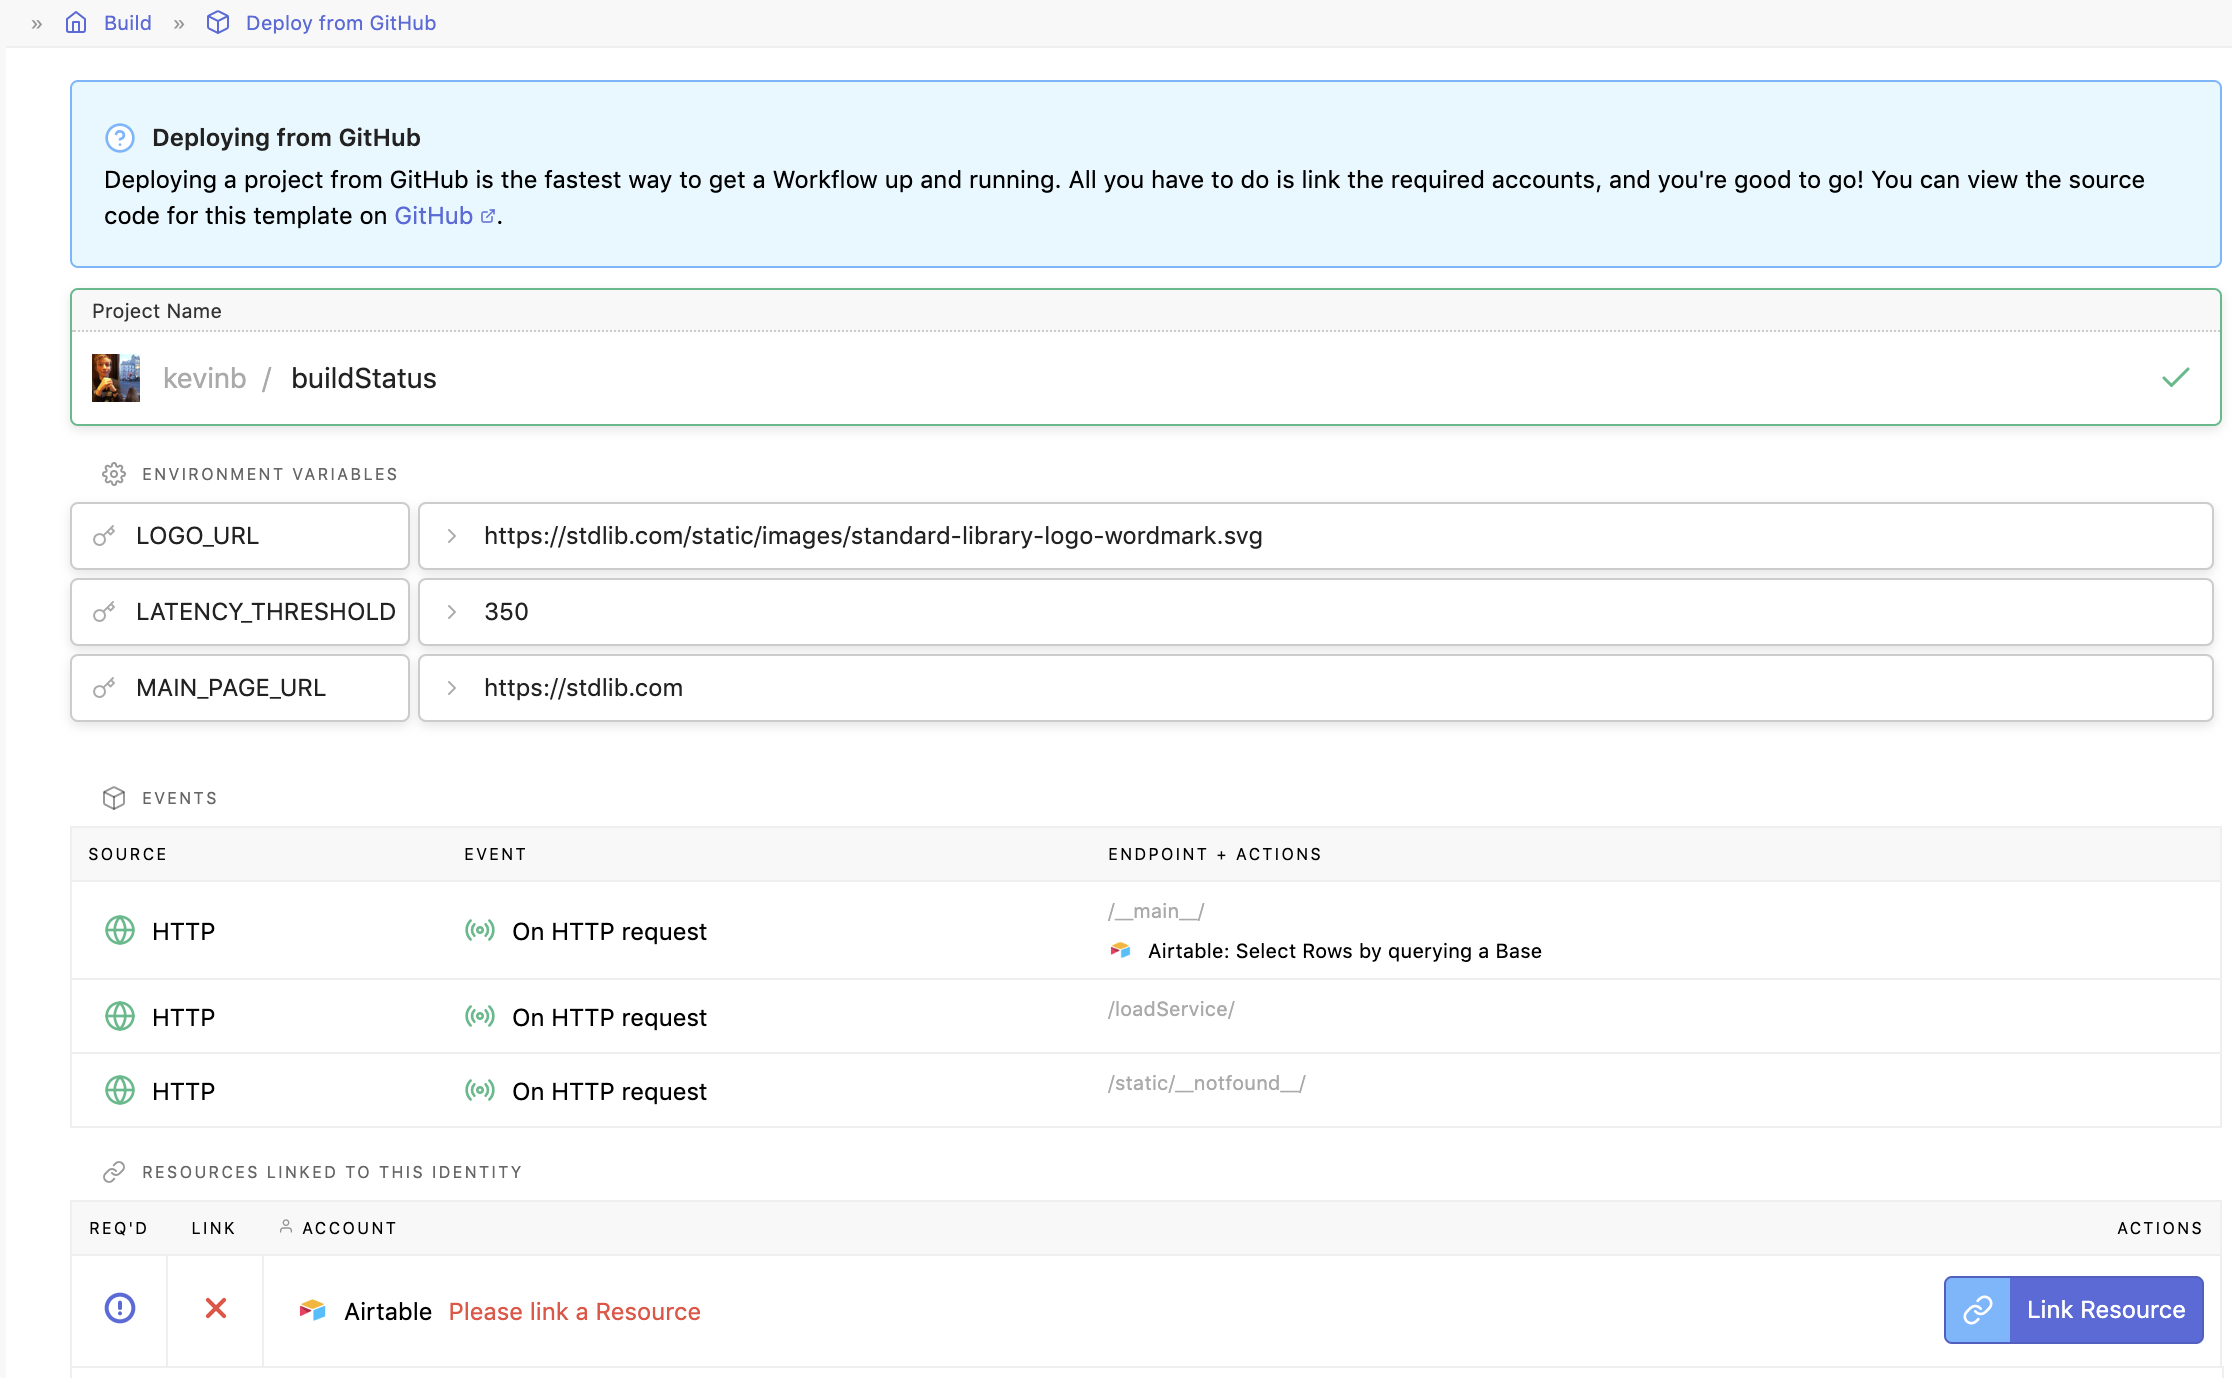 » Build » Deploy from GitHub
Deploying from GitHub
Deploying a project from GitHub is the fastest way to get a Workflow up and running. All you have to do is link the required accounts, and you're good to go! You can view the source
code for this template on GitHub.
Project Name
kevinb / buildStatus
ENVIRONMENT VARIABLES
LOGO_URL https://stdlib.com/static/images/standard-library-logo-wordmark.svg
LATENCY_THRESHOLD 350
MAIN_PAGE_URL https://stdlib.com
EVENTS
SOURCE EVENT ENDPOINT + ACTIONS
/__main__/
HTTP On HTTP request
Airtable: Select Rows by querying a Base
HTTP On HTTP request /loadService/
HTTP On HTTP request /static/__notfound__/
RESOURCES LINKED TO THIS IDENTITY
REQ'D LINK ACCOUNT ACTIONS
Airtable Please link a Resource Link Resource